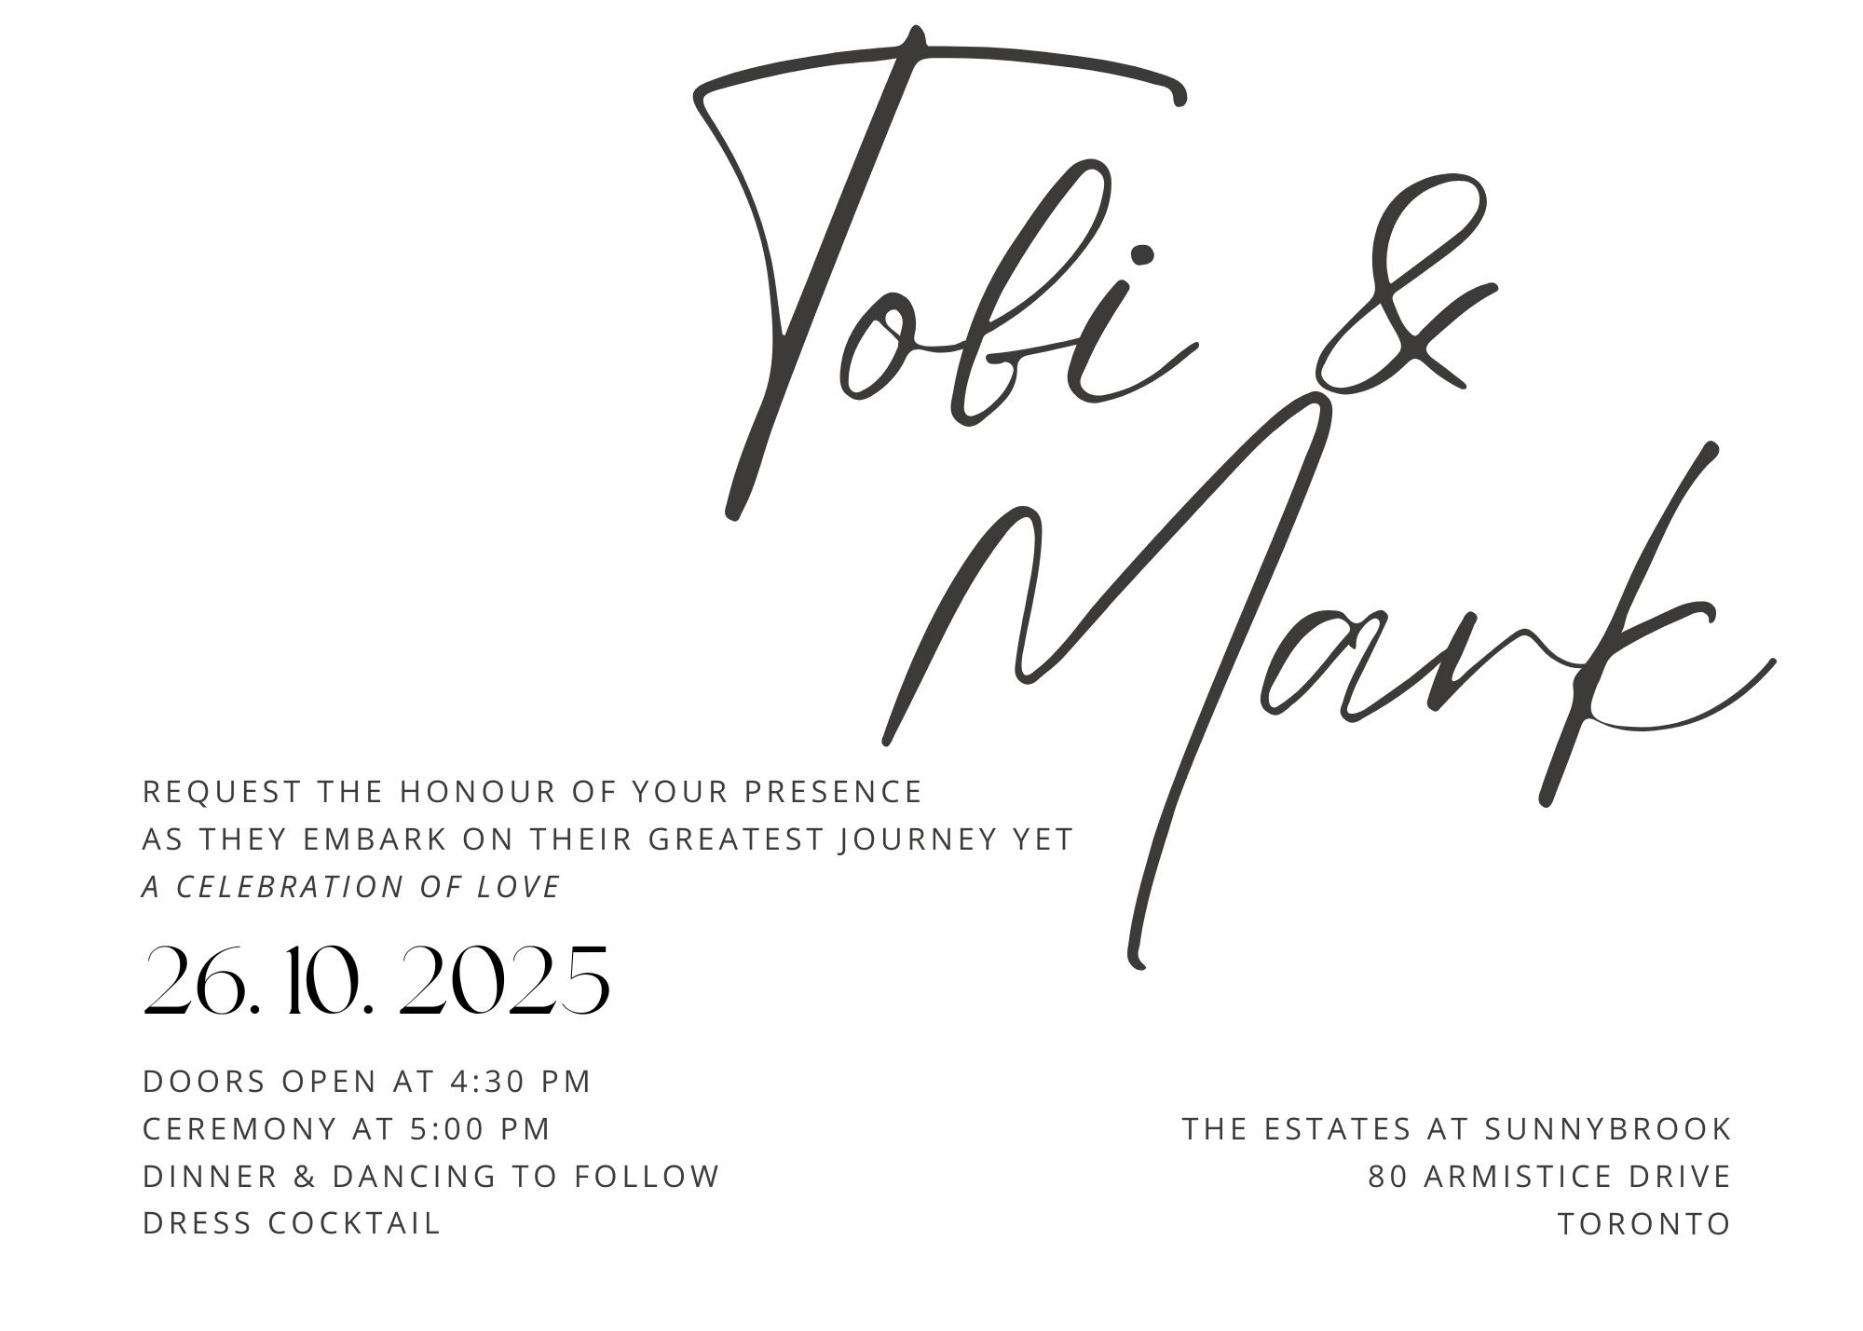 Tobi &
Mark
REQUEST THE HONOUR OF YOUR PRESENCE
AS THEY EMBARK ON THEIR GREATEST JOURNEY YET
A CELEBRATION OF LOVE
26. 10. 2025
DOORS OPEN AT 4:30 PM
CEREMONY AT 5:00 PM
DINNER & DANCING TO FOLLOW
DRESS COCKTAIL
THE ESTATES AT SUNNYBROOK
80 ARMISTICE DRIVE
TORONTO